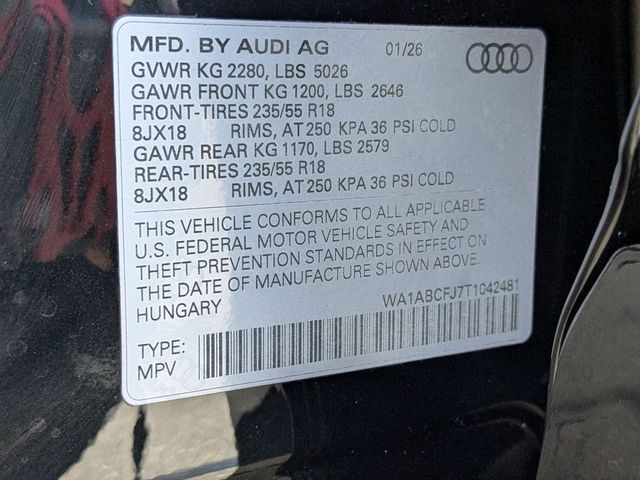 MFD. BY AUDI AG 01/26
GVWR KG 2280, LBS 5026
GAWR FRONT KG 1200, LBS 2646
FRONT-TIRES 235/55 R18
8JX18 RIMS, AT 250 KPA 36 PSI COLD
GAWR REAR KG 1170, LBS 2579
REAR-TIRES 235/55 R18
8JX18 RIMS, AT 250 KPA 36 PSI COLD
THIS VEHICLE CONFORMS TO ALL APPLICABLE
U.S. FEDERAL MOTOR VEHICLE SAFETY AND
THEFT PREVENTION STANDARDS IN EFFECT ON
THE DATE OF MANUFACTURE SHOWN ABOVE
HUNGARY WA1ABCFJ7T1042481
TYPE:
MPV